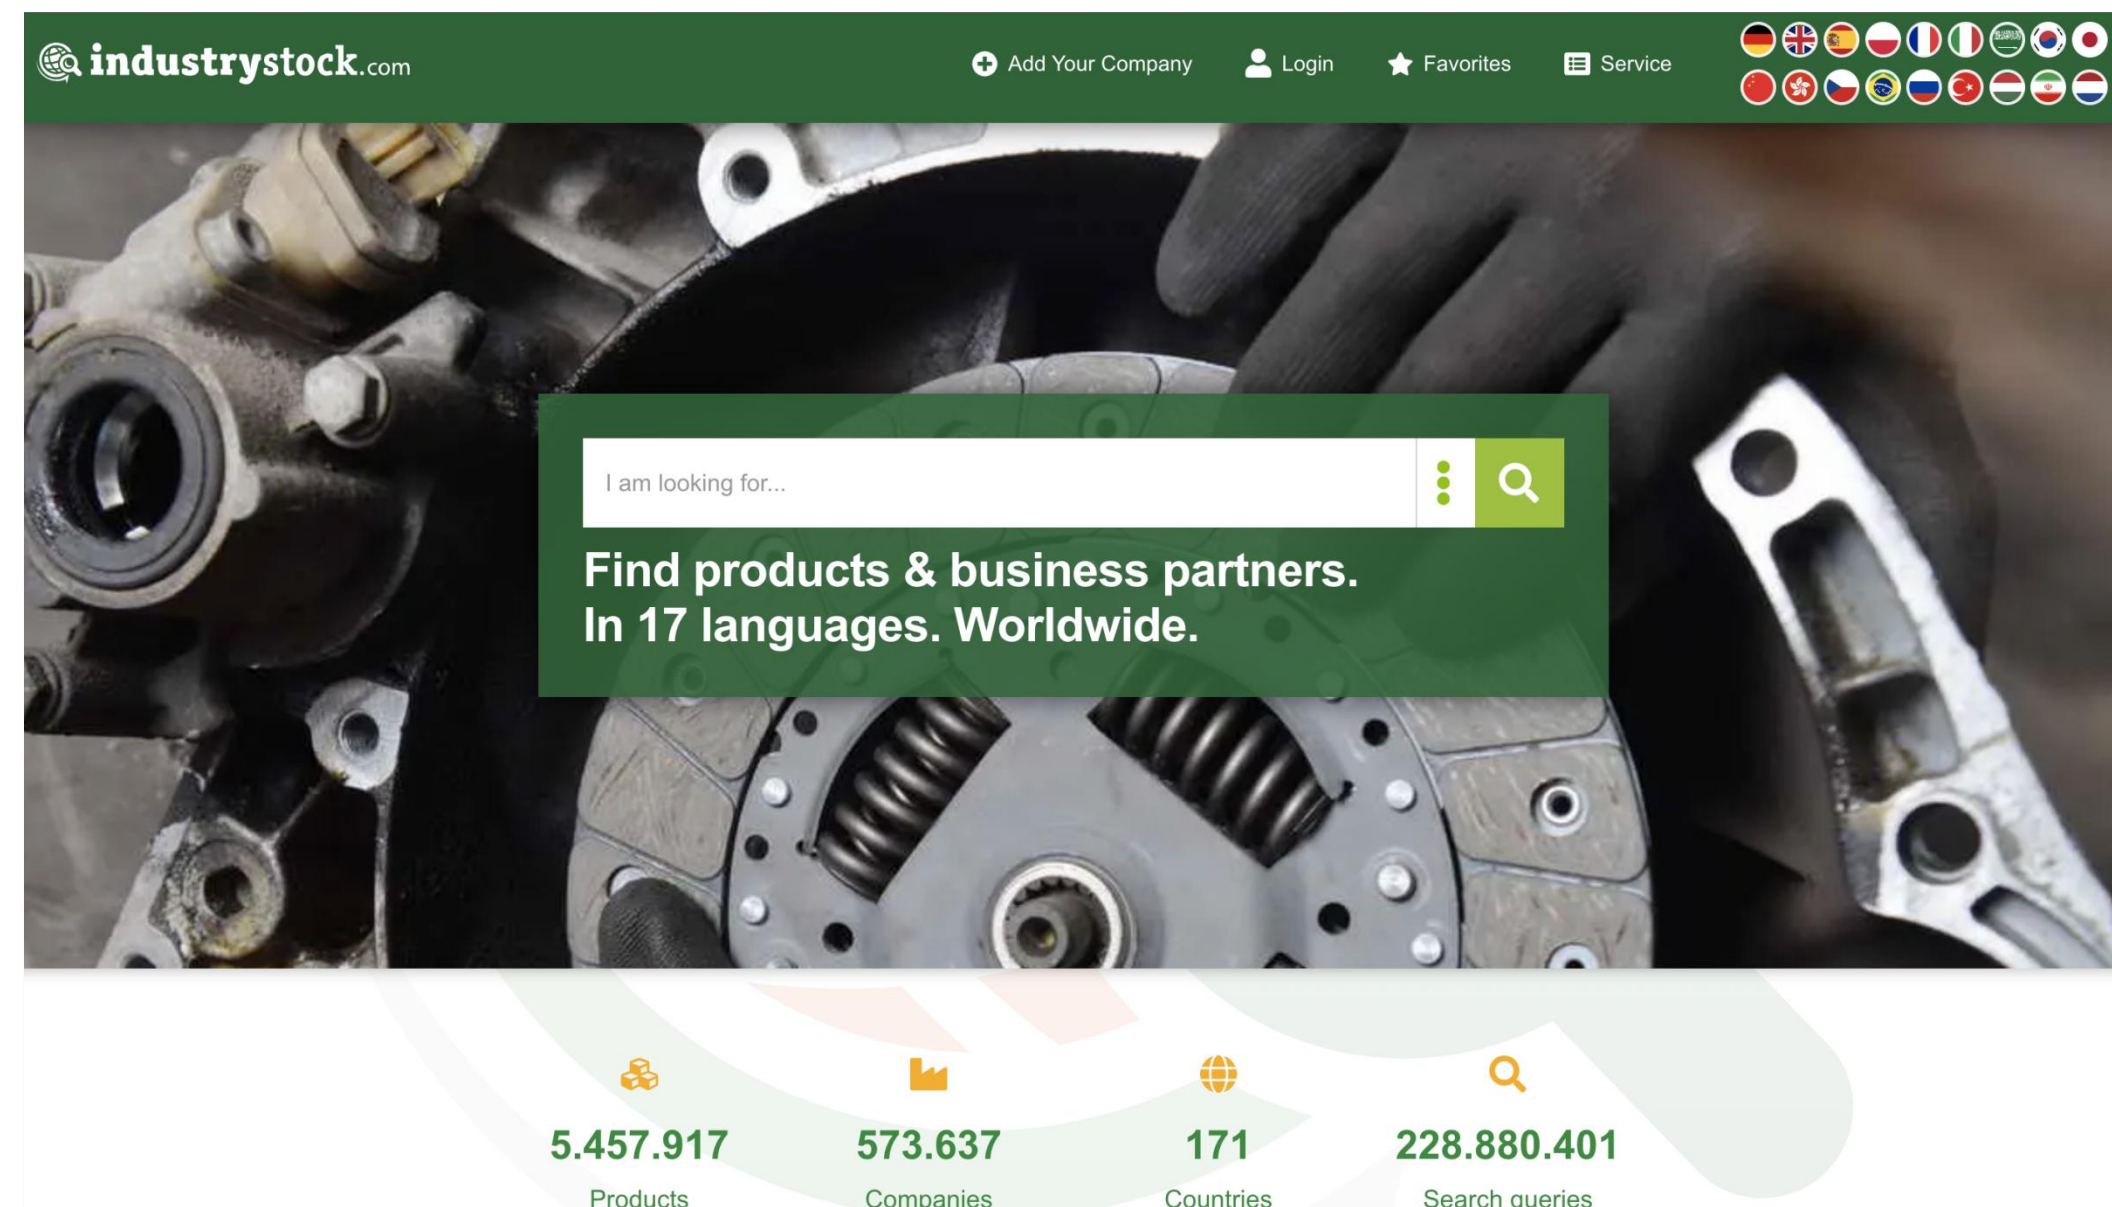 industrystock.com
Add Your Company
Login
Favorites
Service
I am looking for...
Find products & business partners.
In 17 languages. Worldwide.
5.457.917
573.637
171
228.880.401
Products
Companies
Countries
Search queries